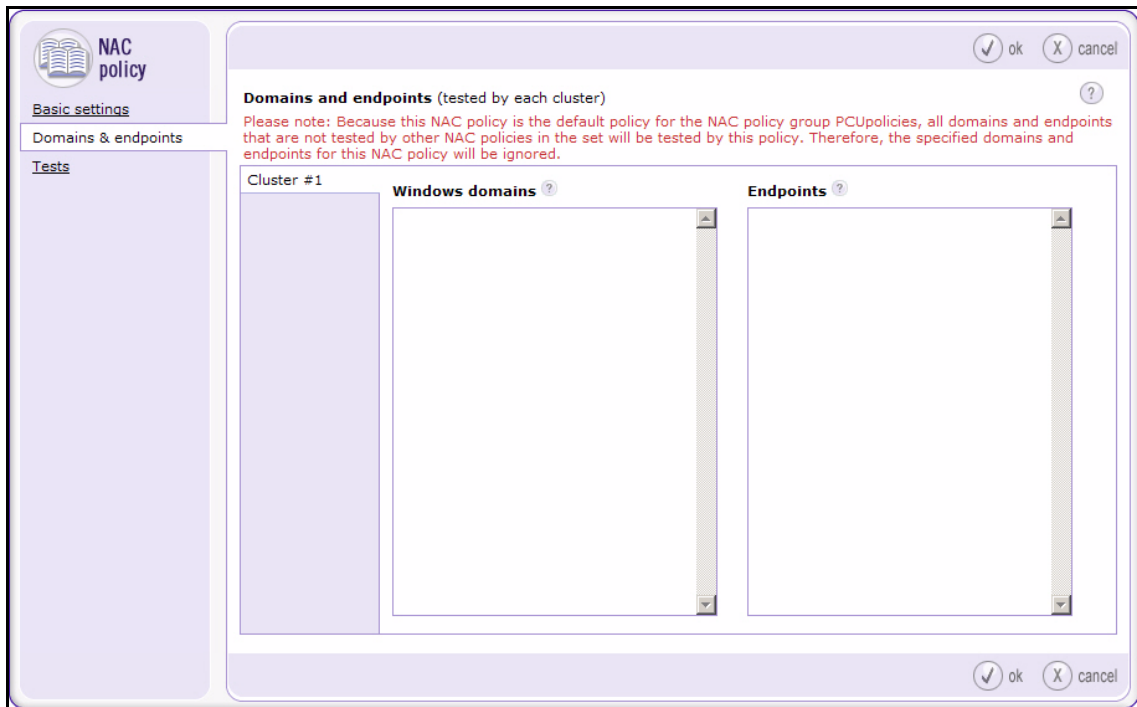 NAC
policy
Basic settings
Domains & endpoints
Tests
ok cancel
Domains and endpoints (tested by each cluster) ?
Please note: Because this NAC policy is the default policy for the NAC policy group PCUpolicies, all domains and endpoints
that are not tested by other NAC policies in the set will be tested by this policy. Therefore, the specified domains and
endpoints for this NAC policy will be ignored.
Cluster #1
Windows domains ?
Endpoints ?
ok cancel